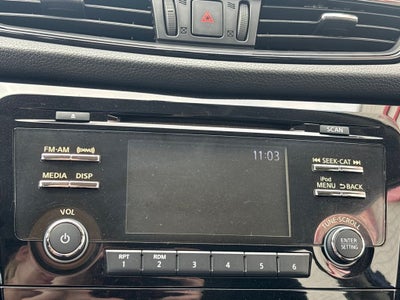 SCAN
FM-AM
SEEK·CAT
11:03
MEDIA DISP
iPod
MENU BACK
VOL
TUNE·SCROLL
RPT RDM
1 2 3 4 5 6
ENTER
SETTING